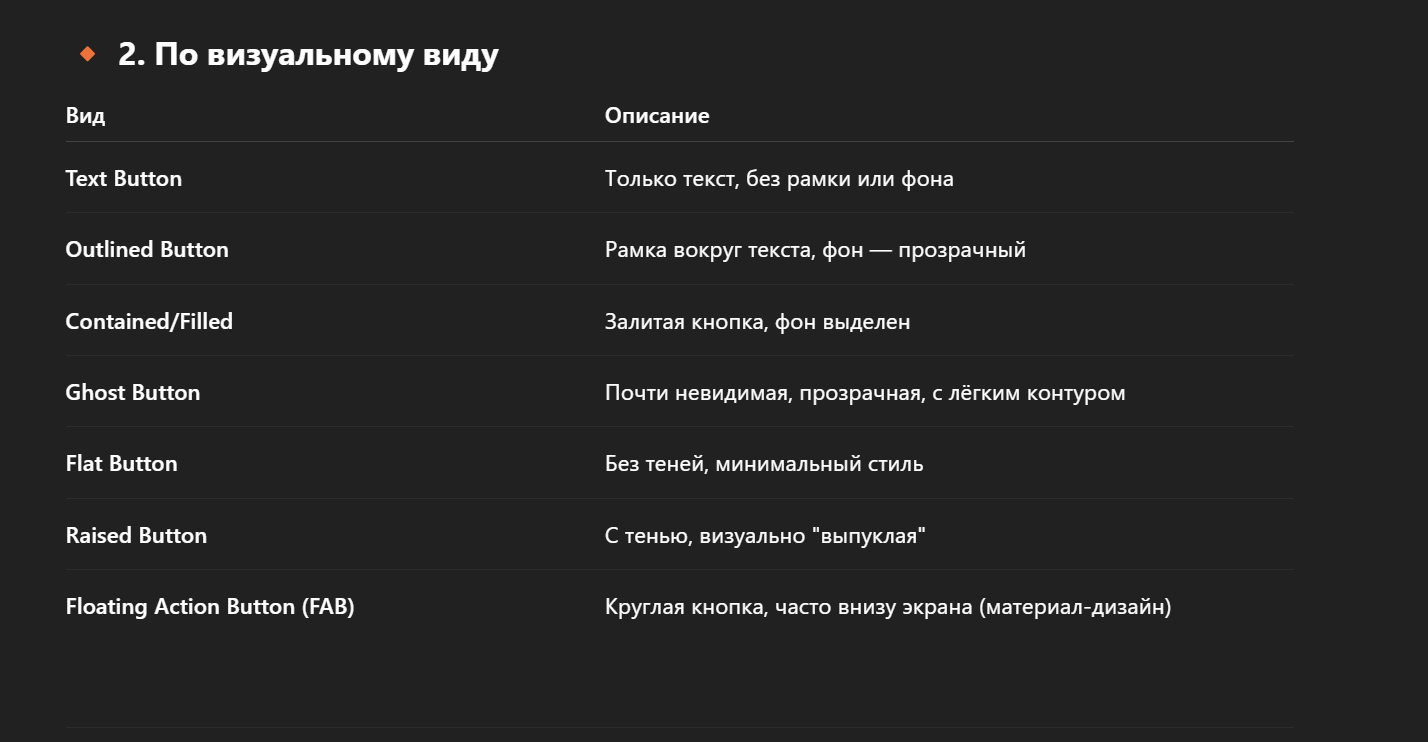 🔸 2. По визуальному виду
Вид Описание
Text Button Только текст, без рамки или фона
Outlined Button Рамка вокруг текста, фон — прозрачный
Contained/Filled Залитая кнопка, фон выделен
Ghost Button Почти невидимая, прозрачная, с лёгким контуром
Flat Button Без теней, минимальный стиль
Raised Button С тенью, визуально "выпуклая"
Floating Action Button (FAB) Круглая кнопка, часто внизу экрана (материал-дизайн)